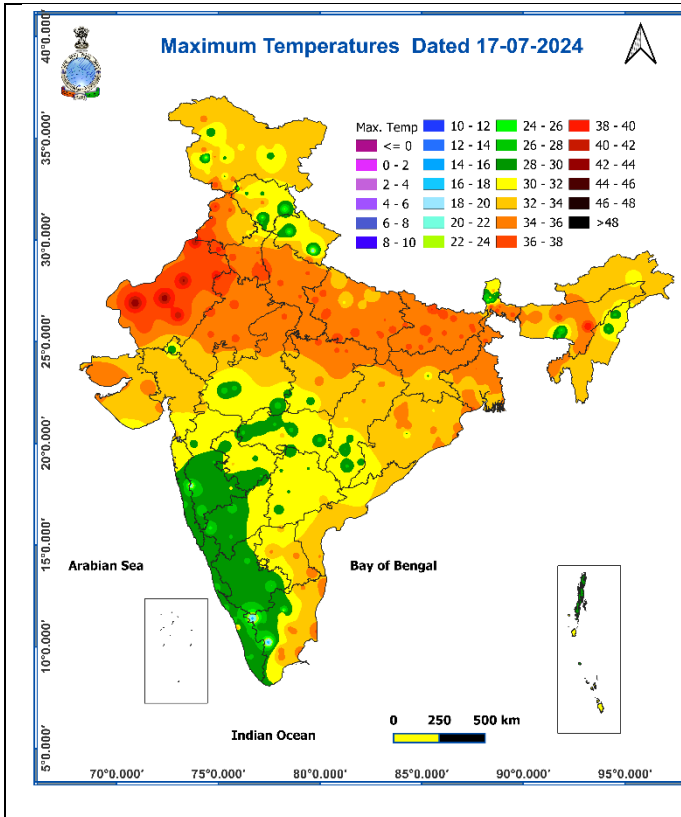 Maximum Temperatures Dated 17-07-2024
Max. Temp
<= 0
0 - 2
2 - 4
4 - 6
6 - 8
8 - 10
10 - 12
12 - 14
14 - 16
16 - 18
18 - 20
20 - 22
22 - 24
24 - 26
26 - 28
28 - 30
30 - 32
32 - 34
34 - 36
36 - 38
38 - 40
40 - 42
42 - 44
44 - 46
46 - 48
>48
40°0.000'
35°0.000'
30°0.000'
25°0.000'
20°0.000'
15°0.000'
10°0.000'
5°0.000'
Arabian Sea
Bay of Bengal
Indian Ocean
0 250 500 km
70°0.000' 75°0.000' 80°0.000' 85°0.000' 90°0.000' 95°0.000'